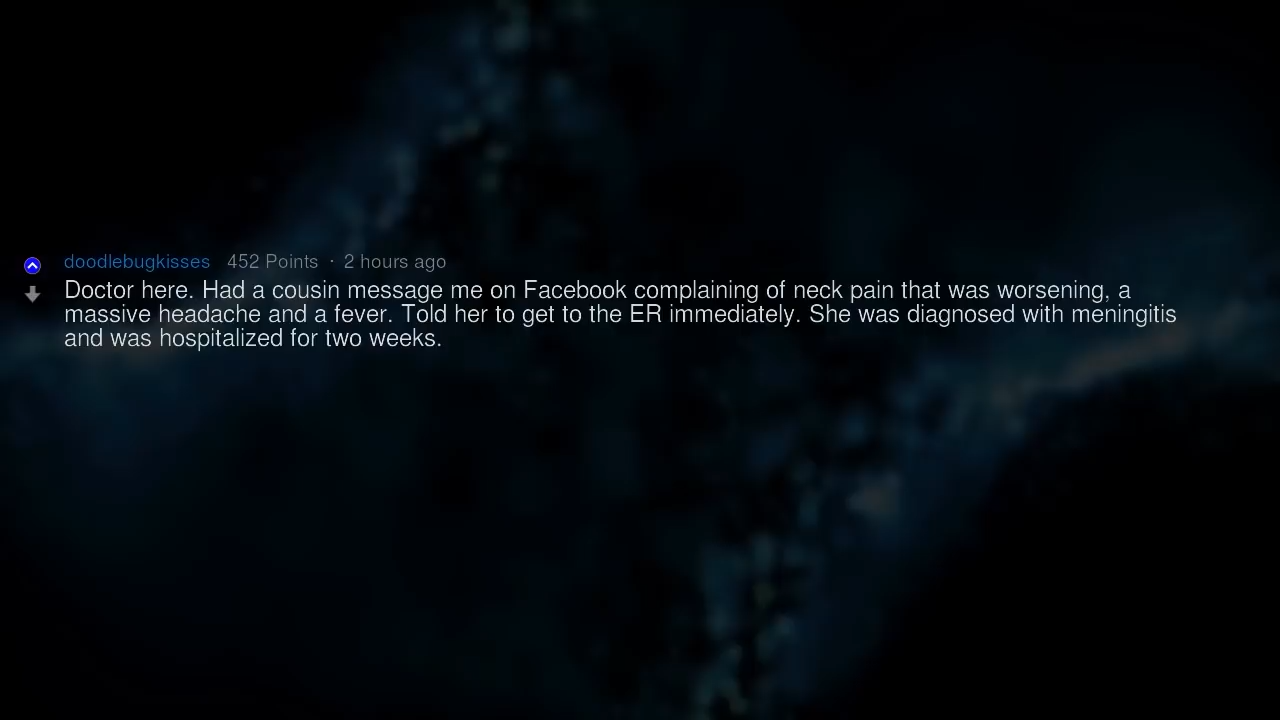 doodlebugkisses 452 Points · 2 hours ago
Doctor here. Had a cousin message me on Facebook complaining of neck pain that was worsening, a
massive headache and a fever. Told her to get to the ER immediately. She was diagnosed with meningitis
and was hospitalized for two weeks.